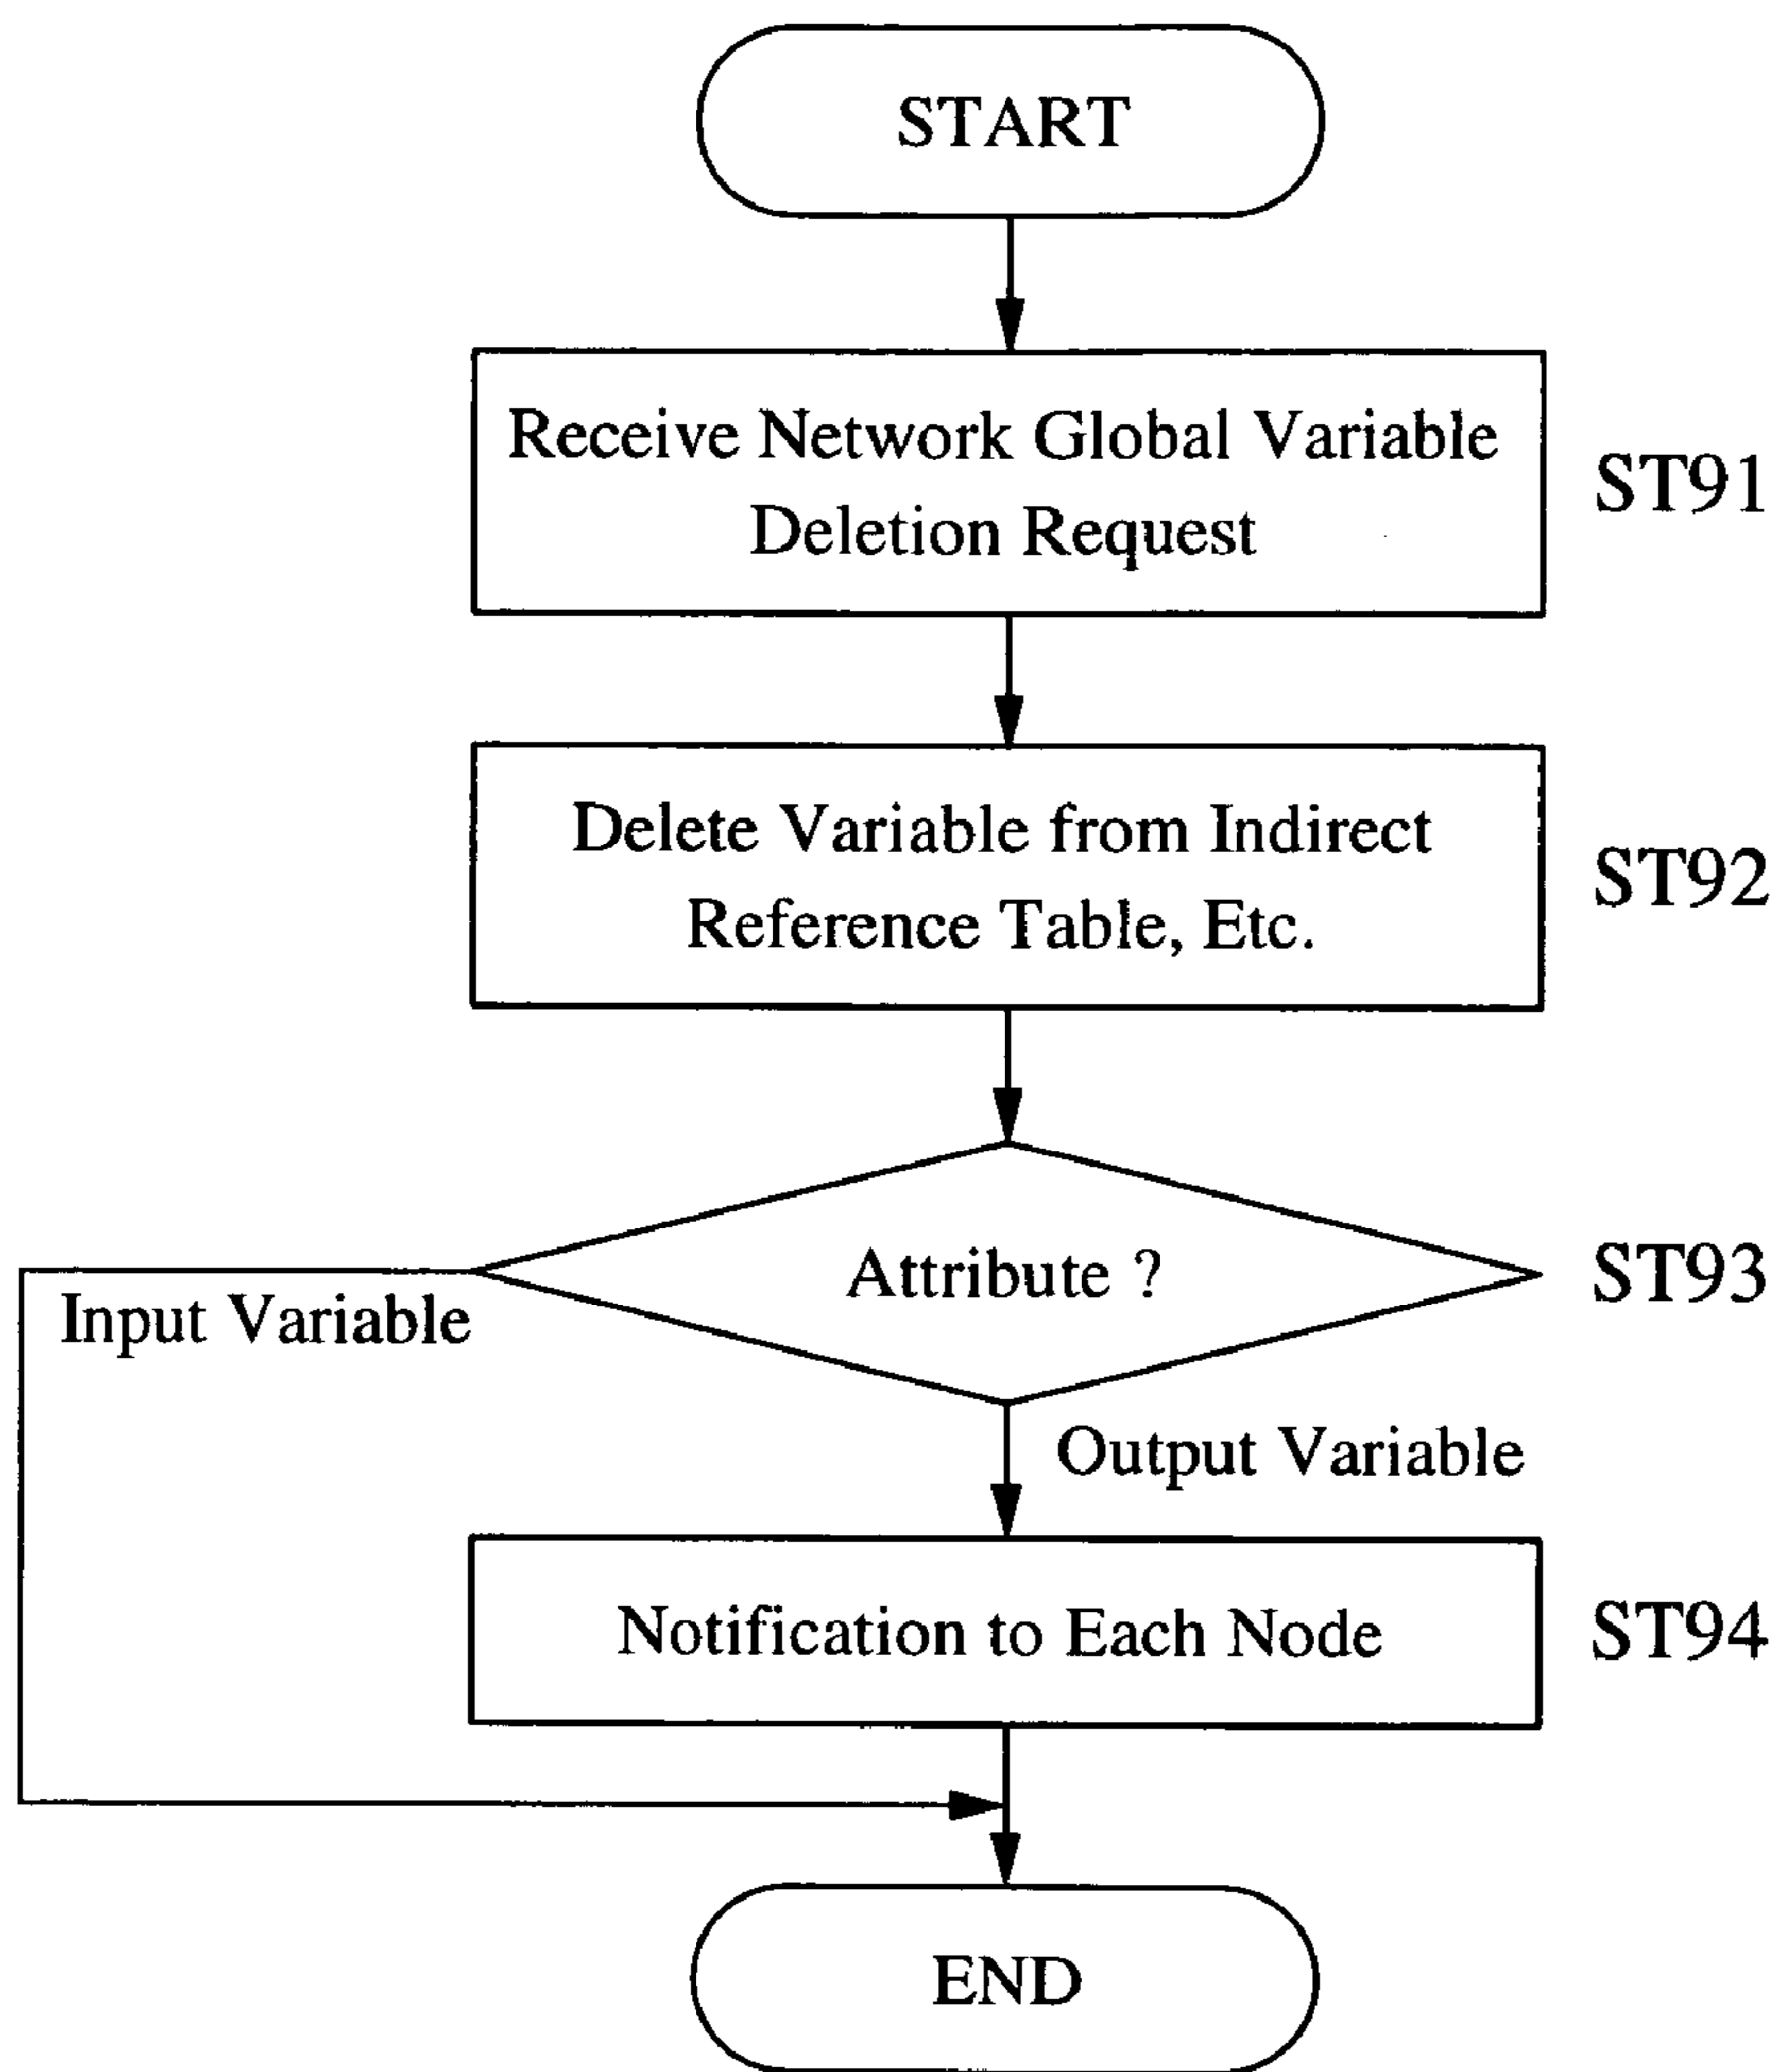 START
Receive Network Global Variable
Deletion Request
ST91
Delete Variable from Indirect
Reference Table, Etc.
ST92
Attribute ?
ST93
Input Variable
Output Variable
Notification to Each Node
ST94
END